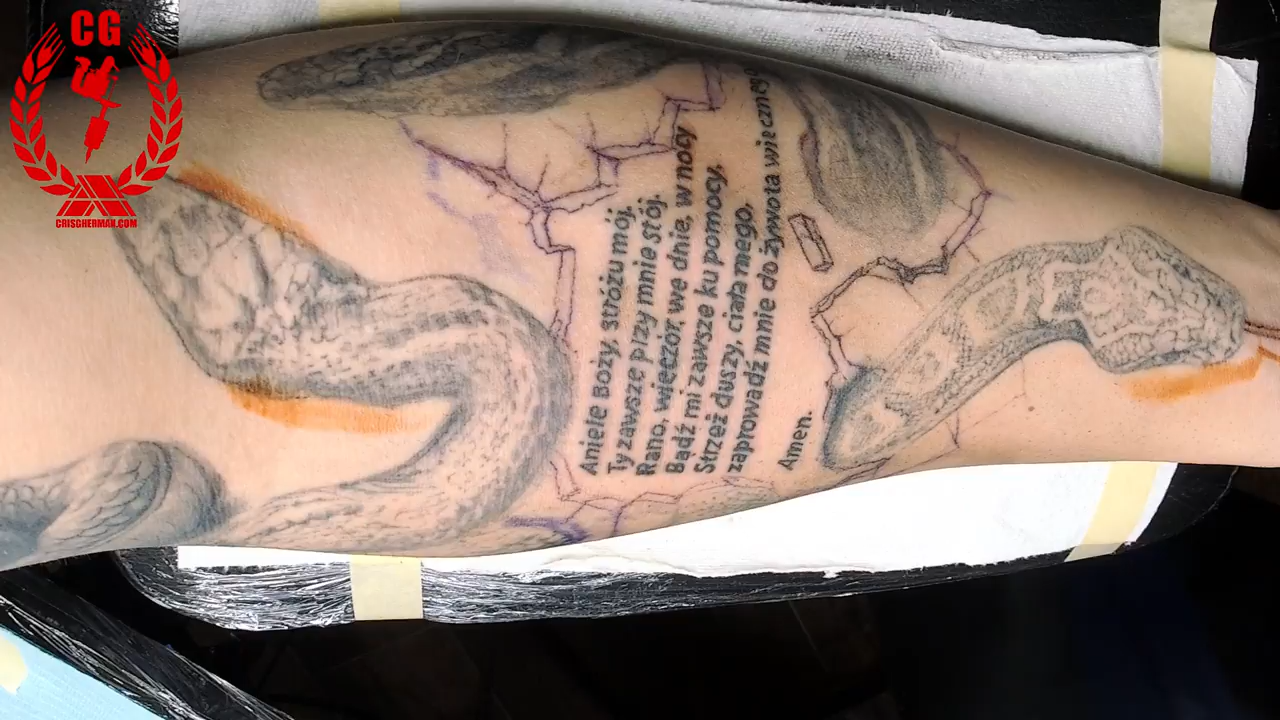 CG
CRISGHERMAN.COM
Aniele Boży, stróżu mój,
Ty zawsze przy mnie stój.
Rano, wieczór, we dnie, w nocy
Bądź mi zawsze ku pomocy,
Strzeż duszy, ciała mego,
zaprowadź mnie do żywota wiecznego
Amen.